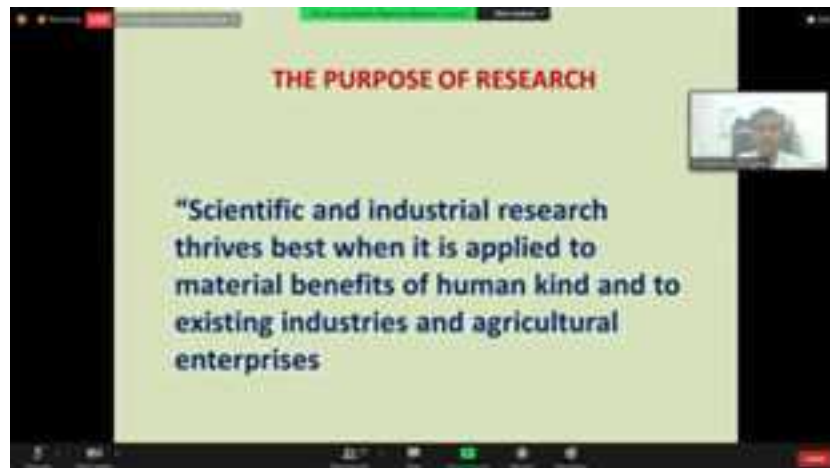 THE PURPOSE OF RESEARCH
“Scientific and industrial research
thrives best when it is applied to
material benefits of human kind and to
existing industries and agricultural
enterprises